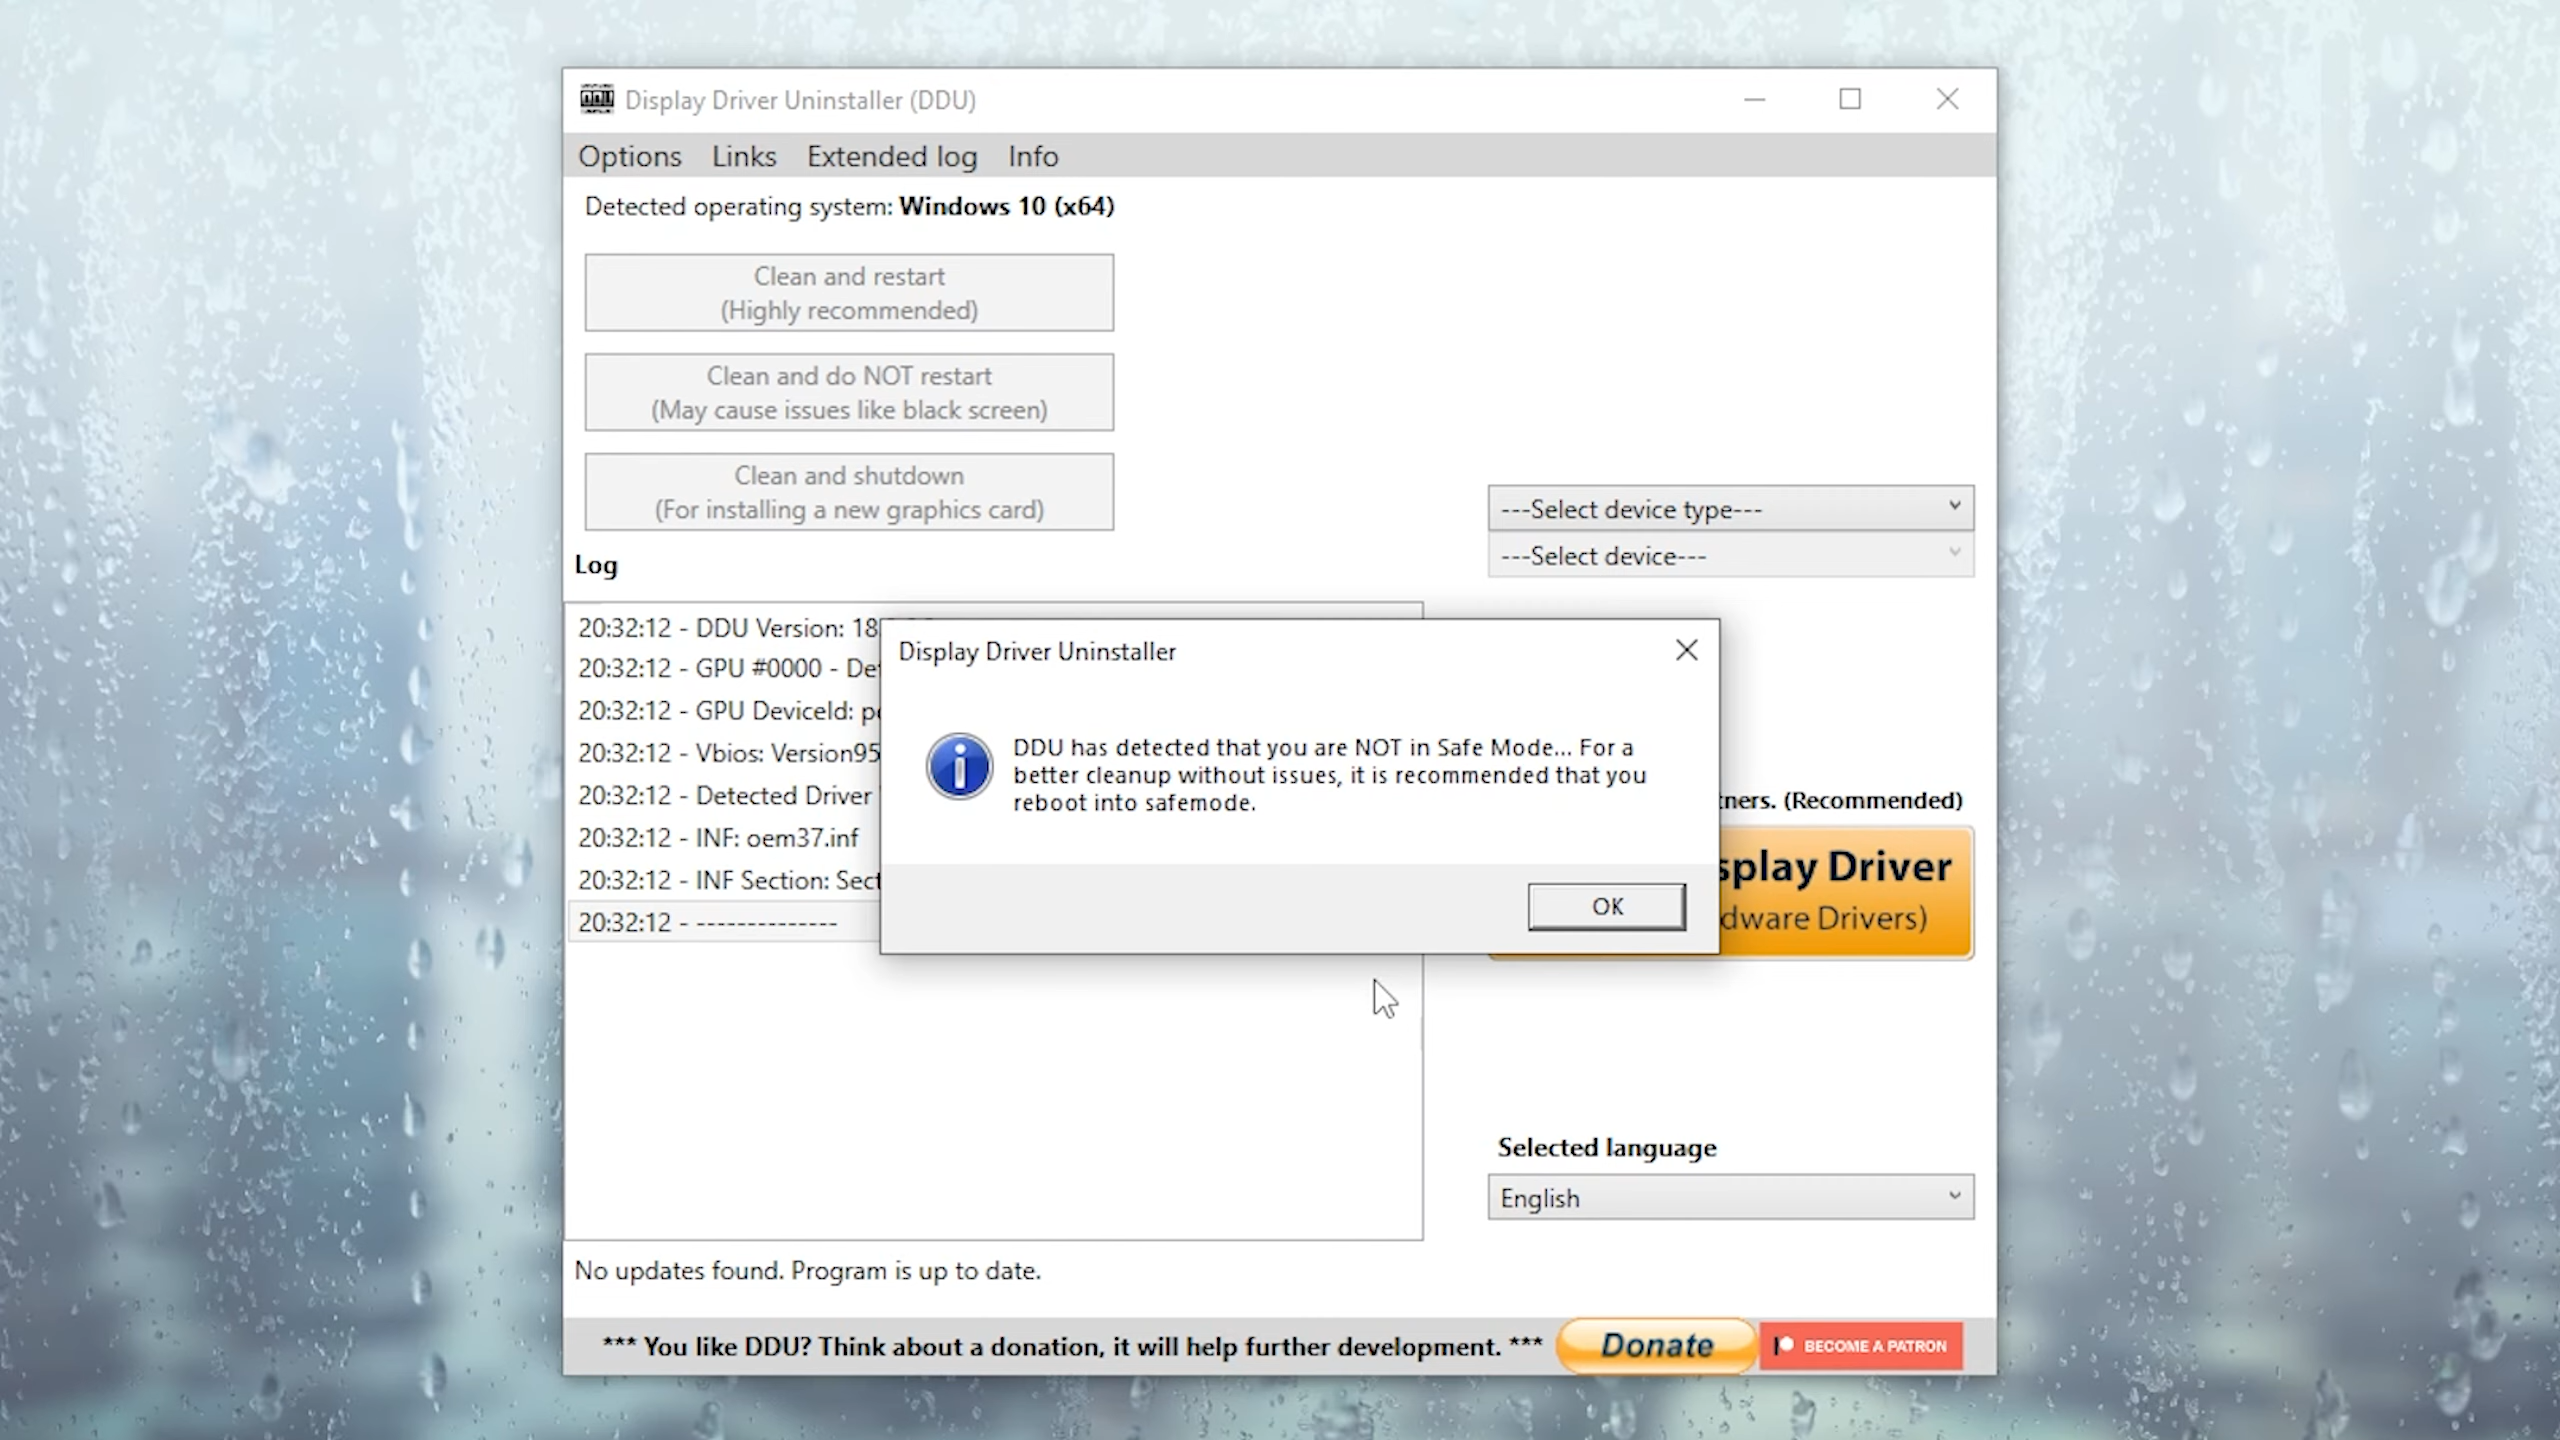 Display Driver Uninstaller (DDU)
Options Links Extended log Info
Detected operating system: Windows 10 (x64)
Clean and restart
(Highly recommended)
Clean and do NOT restart
(May cause issues like black screen)
Clean and shutdown
(For installing a new graphics card)
---Select device type---
---Select device---
Log
20:32:12 - DDU Version: 18
20:32:12 - GPU #0000 - De
20:32:12 - GPU DeviceId:
20:32:12 - Vbios: Version95
20:32:12 - Detected Driver
20:32:12 - INF: oem37.inf
20:32:12 - INF Section: Sect
20:32:12 - --------------
Display Driver Uninstaller
DDU has detected that you are NOT in Safe Mode... For a
better cleanup without issues, it is recommended that you
reboot into safemode.
OK
tners. (Recommended)
splay Driver
dware Drivers)
Selected language
English
No updates found. Program is up to date.
*** You like DDU? Think about a donation, it will help further development. ***
Donate
BECOME A PATRON